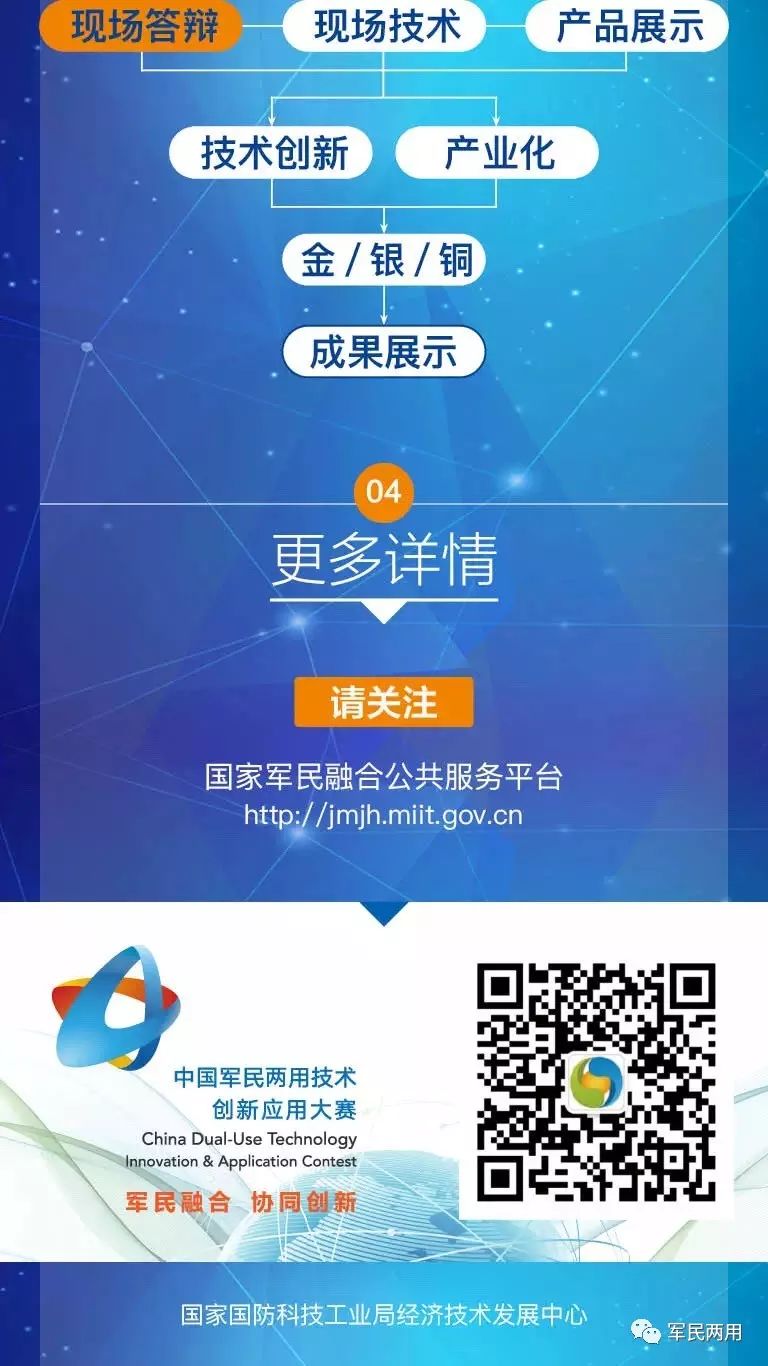 现场答辩 现场技术 产品展示
技术创新 产业化
金 / 银 / 铜
成果展示
04
更多详情
请关注
国家军民融合公共服务平台
http://jmjh.miit.gov.cn
中国军民两用技术
创新应用大赛
China Dual-Use Technology
Innovation & Application Contest
军民融合 协同创新
国家国防科技工业局经济技术发展中心
军民两用